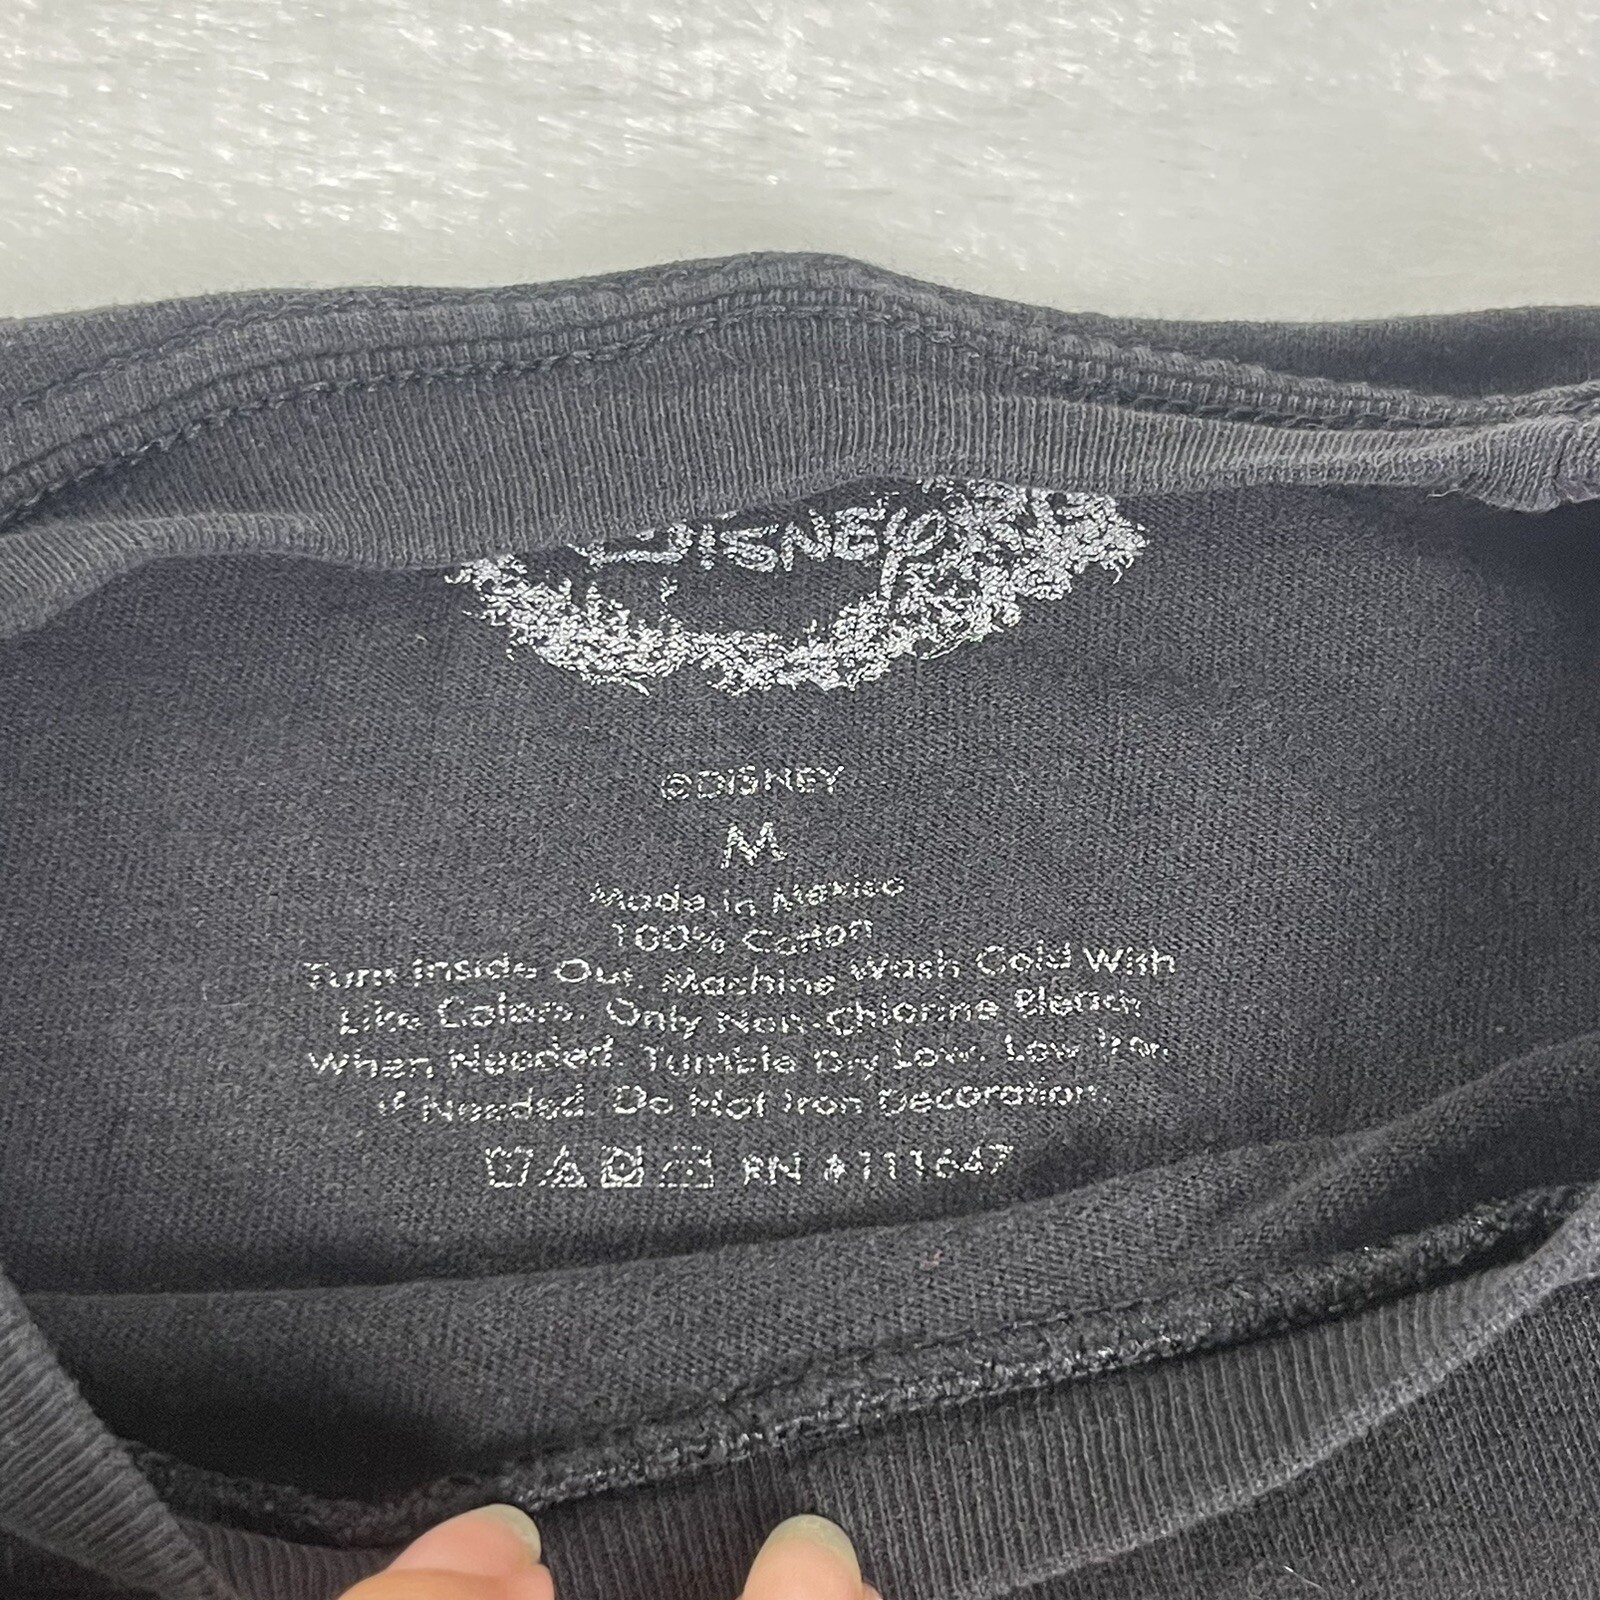 DISNEY
©DISNEY
M
Made in Mexico
100% Cotton
Turn Inside Out. Machine Wash Cold With
Like Colors. Only Non-Chlorine Bleach
When Needed. Tumble Dry Low. Low Iron
If Needed. Do Not Iron Decoration.
RN #111647